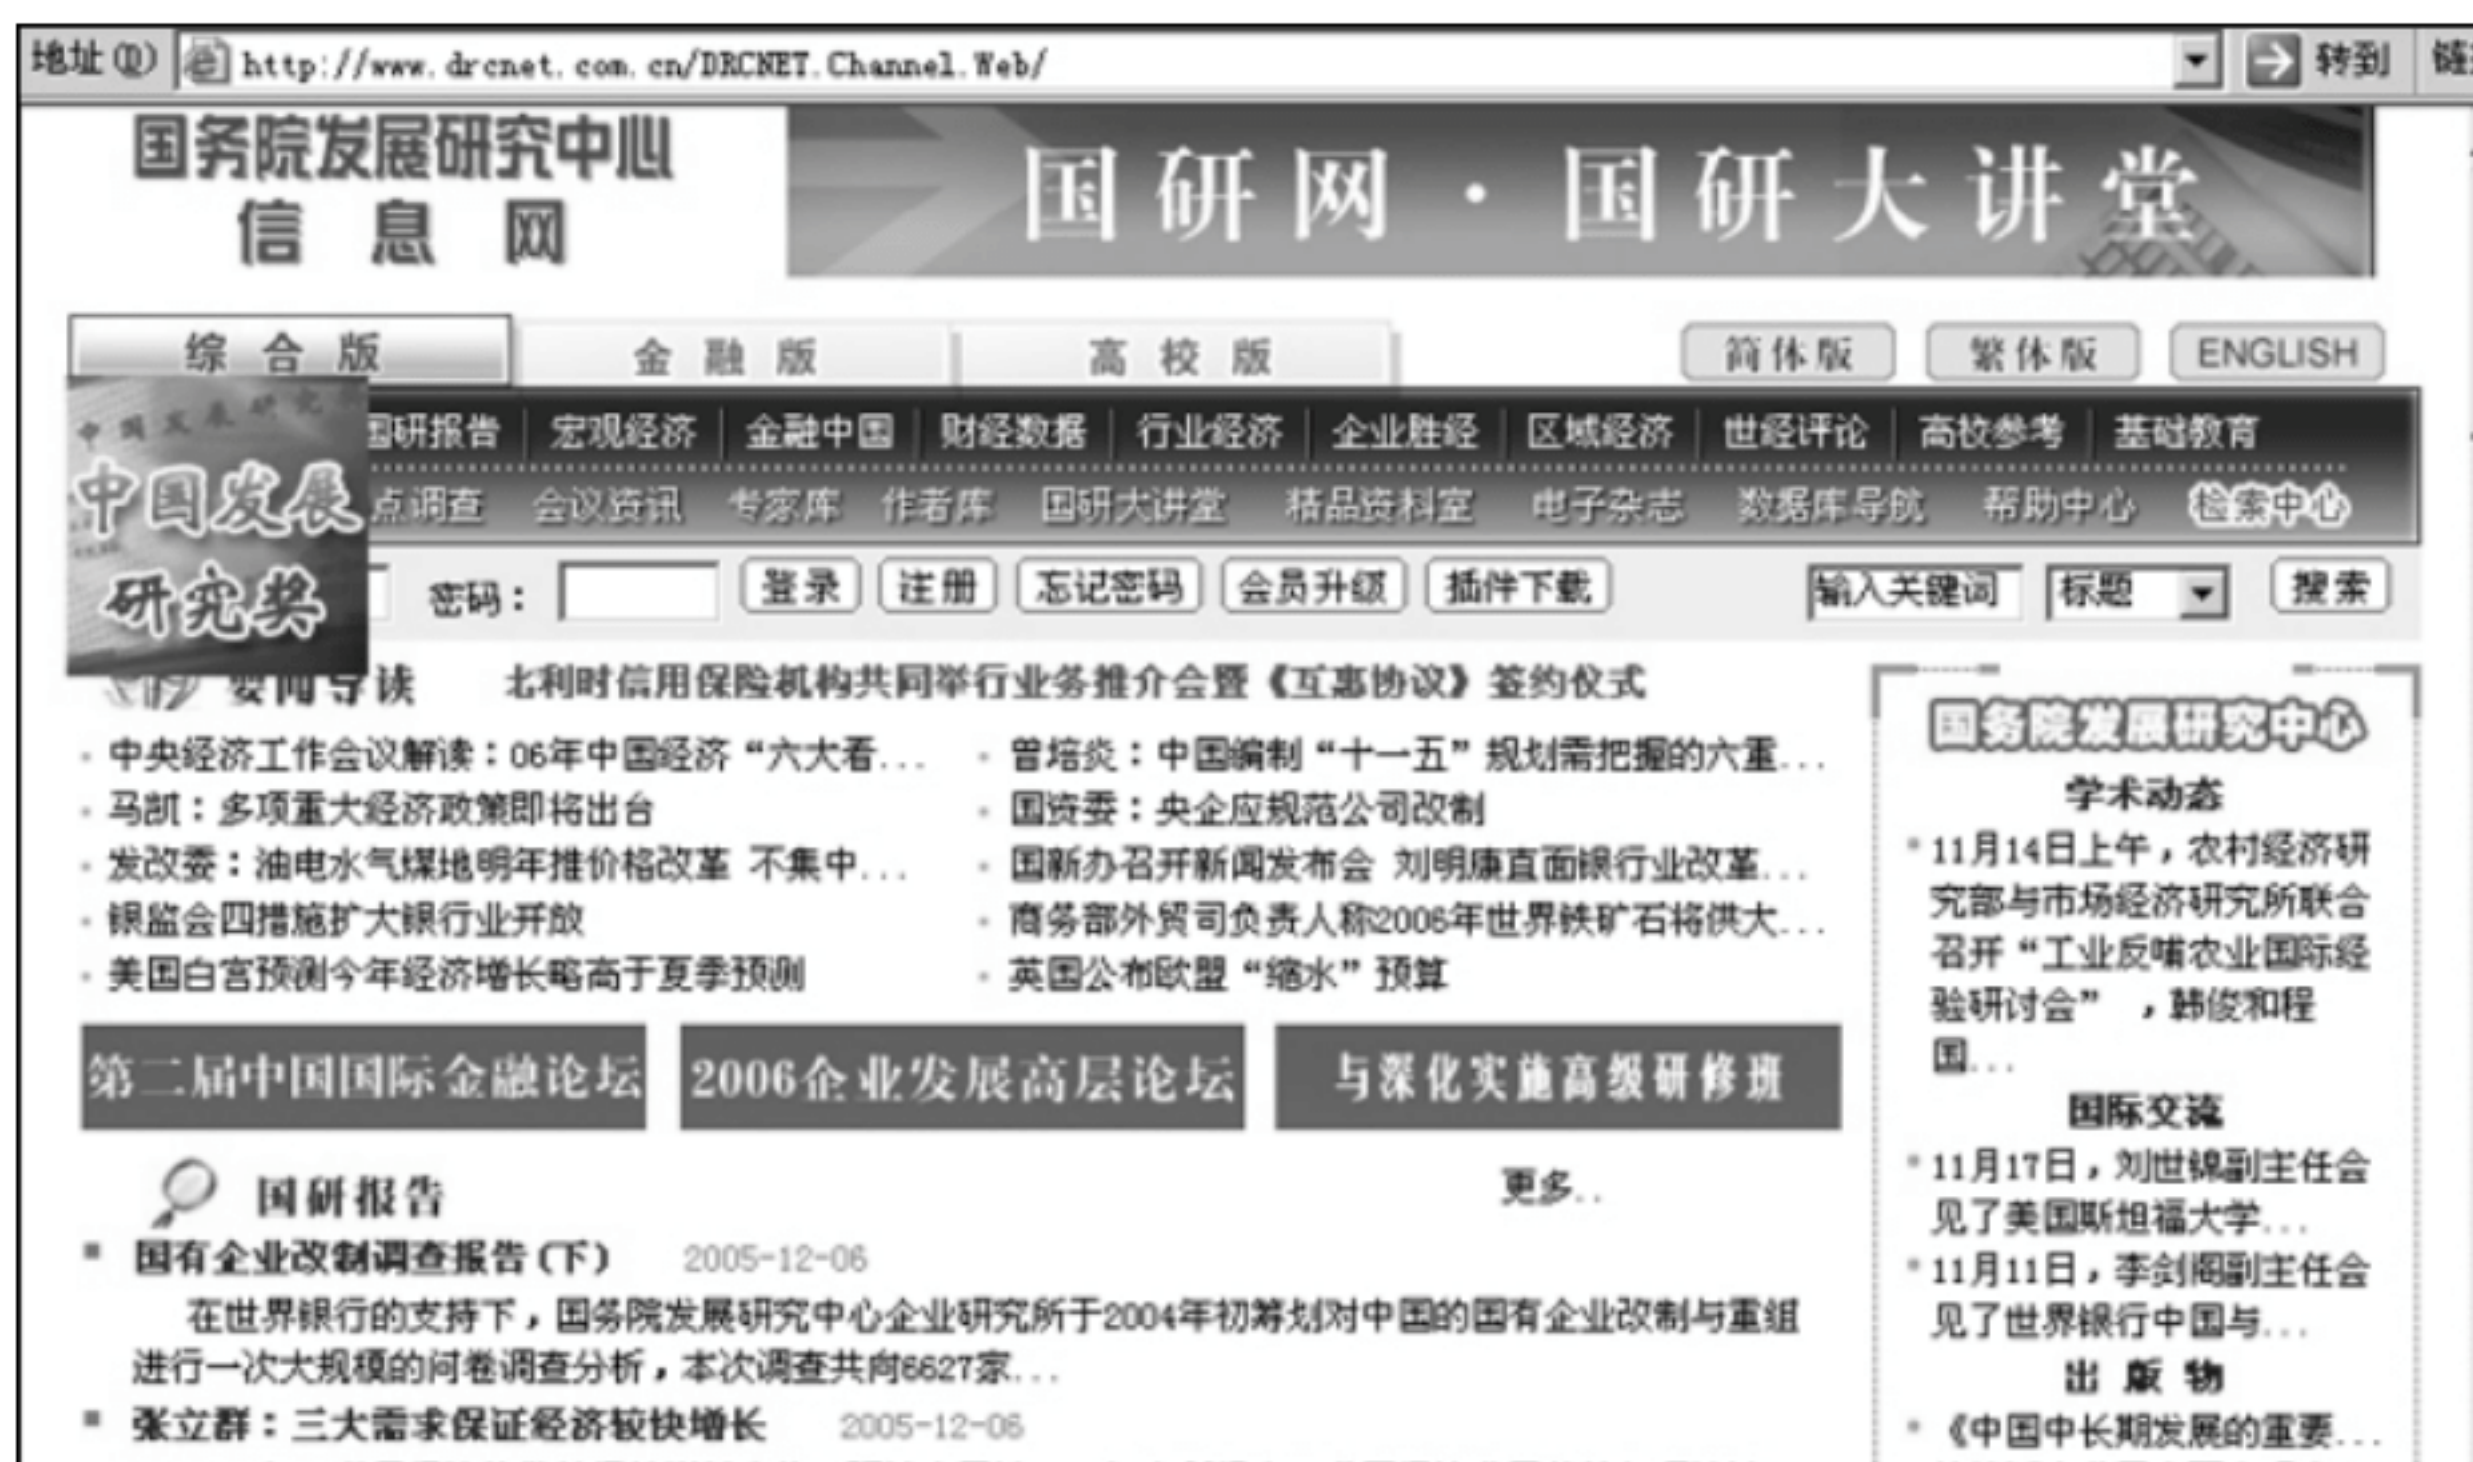 地址(D) http://www.drcnet.com.cn/DRCNET.Channel.Web/ 转到
国务院发展研究中心
信息网
国研网·国研大讲堂
综合版 金融版 高校版 简体版 繁体版 ENGLISH
中国发展研究
国研报告 宏观经济 金融中国 财经数据 行业经济 企业胜经 区域经济 世经评论 高校参考 基础教育
中国发展
研究奖
点调查 会议资讯 专家库 作者库 国研大讲堂 精品资料室 电子杂志 数据库导航 帮助中心 检索中心
密码： 登录 注册 忘记密码 会员升级 插件下载 输入关键词 标题 搜索
要闻导读 比利时信用保险机构共同举行业务推介会暨《互惠协议》签约仪式
· 中央经济工作会议解读：06年中国经济“六大看...
· 曾培炎：中国编制“十一五”规划需把握的六重...
· 马凯：多项重大经济政策即将出台
· 国资委：央企应规范公司改制
· 发改委：油电水气煤地明年推价格改革 不集中...
· 国新办召开新闻发布会 刘明康直面银行业改革...
· 银监会四措施扩大银行业开放
· 商务部外贸司负责人称2006年世界铁矿石将供大...
· 美国白宫预测今年经济增长略高于夏季预测
· 英国公布欧盟“缩水”预算
第二届中国国际金融论坛 2006企业发展高层论坛 与深化实施高级研修班
国研报告 更多..
国有企业改制调查报告(下) 2005-12-06
在世界银行的支持下，国务院发展研究中心企业研究所于2004年初筹划对中国的国有企业改制与重组
进行一次大规模的问卷调查分析，本次调查共向6627家...
张立群：三大需求保证经济较快增长 2005-12-06
国务院发展研究中心
学术动态
11月14日上午，农村经济研
究部与市场经济研究所联合
召开“工业反哺农业国际经
验研讨会”，韩俊和程
国...
国际交流
11月17日，刘世锦副主任会
见了美国斯坦福大学...
11月11日，李剑阁副主任会
见了世界银行中国与...
出版物
《中国中长期发展的重要...